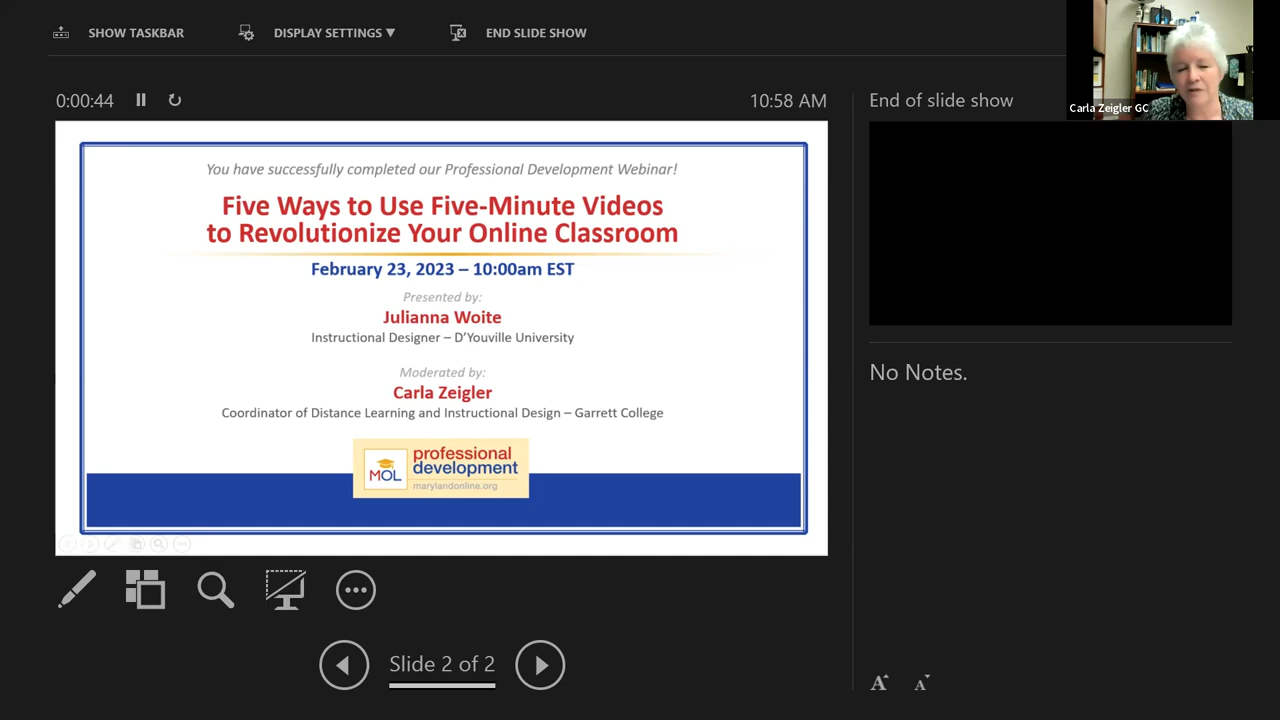 SHOW TASKBAR
DISPLAY SETTINGS ▼
END SLIDE SHOW
0:00:44
10:58 AM
End of slide show
Carla Zeigler GC
You have successfully completed our Professional Development Webinar!
Five Ways to Use Five-Minute Videos
to Revolutionize Your Online Classroom
February 23, 2023 – 10:00am EST
Presented by:
Julianna Woite
Instructional Designer – D'Youville University
Moderated by:
Carla Zeigler
Coordinator of Distance Learning and Instructional Design – Garrett College
MOL
professional
development
marylandonline.org
No Notes.
Slide 2 of 2
A A